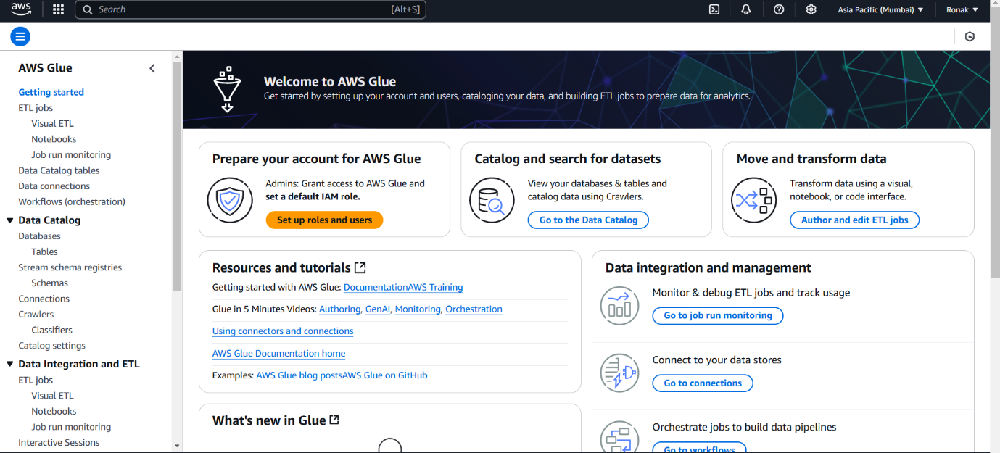 aws
Search [Alt+S]
Asia Pacific (Mumbai) Ronak
AWS Glue
Getting started
ETL jobs
Visual ETL
Notebooks
Job run monitoring
Data Catalog tables
Data connections
Workflows (orchestration)
Data Catalog
Databases
Tables
Stream schema registries
Schemas
Connections
Crawlers
Classifiers
Catalog settings
Data Integration and ETL
ETL jobs
Visual ETL
Notebooks
Job run monitoring
Interactive Sessions
Welcome to AWS Glue
Get started by setting up your account and users, cataloging your data, and building ETL jobs to prepare data for analytics.
Prepare your account for AWS Glue
Admins: Grant access to AWS Glue and
set a default IAM role.
Set up roles and users
Catalog and search for datasets
View your databases & tables and
catalog data using Crawlers.
Go to the Data Catalog
Move and transform data
Transform data using a visual,
notebook, or code interface.
Author and edit ETL jobs
Resources and tutorials
Getting started with AWS Glue: DocumentationAWS Training
Glue in 5 Minutes Videos: Authoring, GenAI, Monitoring, Orchestration
Using connectors and connections
AWS Glue Documentation home
Examples: AWS Glue blog postsAWS Glue on GitHub
What's new in Glue
Data integration and management
Monitor & debug ETL jobs and track usage
Go to job run monitoring
Connect to your data stores
Go to connections
Orchestrate jobs to build data pipelines
Go to workflows